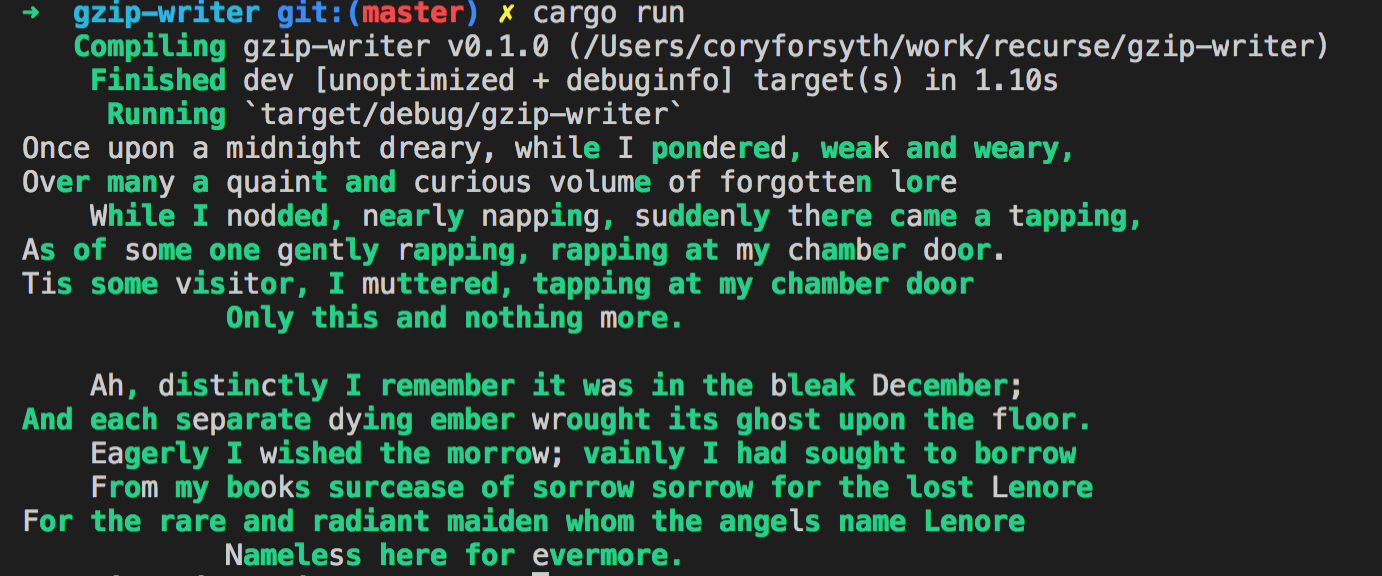 ➜  gzip-writer git:(master) ✗ cargo run
   Compiling gzip-writer v0.1.0 (/Users/coryforsyth/work/recurse/gzip-writer)
    Finished dev [unoptimized + debuginfo] target(s) in 1.10s
     Running `target/debug/gzip-writer`
Once upon a midnight dreary, while I pondered, weak and weary,
Over many a quaint and curious volume of forgotten lore
    While I nodded, nearly napping, suddenly there came a tapping,
As of some one gently rapping, rapping at my chamber door.
Tis some visitor, I muttered, tapping at my chamber door
            Only this and nothing more.

    Ah, distinctly I remember it was in the bleak December;
And each separate dying ember wrought its ghost upon the floor.
    Eagerly I wished the morrow; vainly I had sought to borrow
    From my books surcease of sorrow sorrow for the lost Lenore
For the rare and radiant maiden whom the angels name Lenore
            Nameless here for evermore.